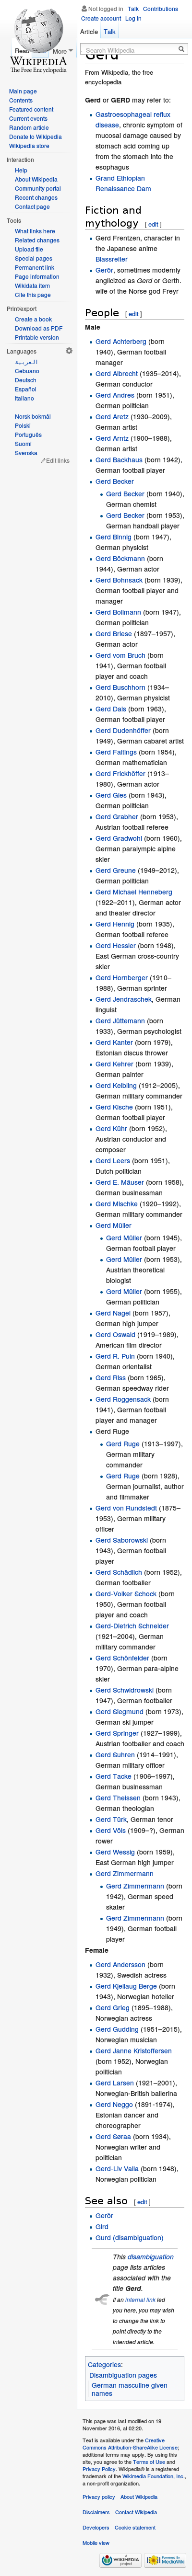 Not logged in Talk Contributions
Create account Log in
Article Talk
Read More
Search Wikipedia
WIKIPEDIA
The Free Encyclopedia
Main page
Contents
Featured content
Current events
Random article
Donate to Wikipedia
Wikipedia store
Interaction
Help
About Wikipedia
Community portal
Recent changes
Contact page
Tools
What links here
Related changes
Upload file
Special pages
Permanent link
Page information
Wikidata item
Cite this page
Print/export
Create a book
Download as PDF
Printable version
Languages
العربية
Cebuano
Deutsch
Español
Italiano
Norsk bokmål
Polski
Português
Suomi
Svenska
Edit links
Gerd
From Wikipedia, the free
encyclopedia
Gerd or GERD may refer to:
Gastroesophageal reflux
disease, chronic symptoms
of mucosal damage
caused by stomach acid
coming up from the
stomach into the
esophagus
Grand Ethiopian
Renaissance Dam
Fiction and
mythology [ edit ]
Gerd Frentzen, character in
the Japanese anime
Blassreiter
Gerðr, sometimes modernly
anglicized as Gerd or Gerth.
wife of the Norse god Freyr
People [ edit ]
Male
Gerd Achterberg (born
1940), German football
manager
Gerd Albrecht (1935–2014),
German conductor
Gerd Andres (born 1951),
German politician
Gerd Aretz (1930–2009),
German artist
Gerd Arntz (1900–1988),
German artist
Gerd Backhaus (born 1942),
German football player
Gerd Becker
Gerd Becker (born 1940),
German chemist
Gerd Becker (born 1953),
German handball player
Gerd Binnig (born 1947),
German physicist
Gerd Böckmann (born
1944), German actor
Gerd Bohnsack (born 1939),
German football player and
manager
Gerd Bollmann (born 1947),
German politician
Gerd Briese (1897–1957),
German actor
Gerd vom Bruch (born
1941), German football
player and coach
Gerd Buschhorn (1934–
2010), German physicist
Gerd Dais (born 1963),
German football player
Gerd Dudenhöffer (born
1949), German cabaret artist
Gerd Faltings (born 1954),
German mathematician
Gerd Frickhöffer (1913–
1980), German actor
Gerd Gies (born 1943),
German politician
Gerd Grabher (born 1953),
Austrian football referee
Gerd Gradwohl (born 1960),
German paralympic alpine
skier
Gerd Greune (1949–2012),
German politician
Gerd Michael Henneberg
(1922–2011), German actor
and theater director
Gerd Hennig (born 1935),
German football referee
Gerd Hessler (born 1948),
East German cross-country
skier
Gerd Hornberger (1910–
1988), German sprinter
Gerd Jendraschek, German
linguist
Gerd Jüttemann (born
1933), German psychologist
Gerd Kanter (born 1979),
Estonian discus thrower
Gerd Kehrer (born 1939),
German painter
Gerd Kelbling (1912–2005),
German military commander
Gerd Kische (born 1951),
German football player
Gerd Kühr (born 1952),
Austrian conductor and
composer
Gerd Leers (born 1951),
Dutch politician
Gerd E. Mäuser (born 1958),
German businessman
Gerd Mischke (1920–1992),
German military commander
Gerd Müller
Gerd Müller (born 1945),
German football player
Gerd Müller (born 1953),
Austrian theoretical
biologist
Gerd Müller (born 1955),
German politician
Gerd Nagel (born 1957),
German high jumper
Gerd Oswald (1919–1989),
American film director
Gerd R. Puin (born 1940),
German orientalist
Gerd Riss (born 1965),
German speedway rider
Gerd Roggensack (born
1941), German football
player and manager
Gerd Ruge
Gerd Ruge (1913–1997),
German military
commander
Gerd Ruge (born 1928),
German journalist, author
and filmmaker
Gerd von Rundstedt (1875–
1953), German military
officer
Gerd Saborowski (born
1943), German football
player
Gerd Schädlich (born 1952),
German footballer
Gerd-Volker Schock (born
1950), German football
player and coach
Gerd-Dietrich Schneider
(1921–2004), German
military commander
Gerd Schönfelder (born
1970), German para-alpine
skier
Gerd Schwidrowski (born
1947), German footballer
Gerd Siegmund (born 1973),
German ski jumper
Gerd Springer (1927–1999),
Austrian footballer and coach
Gerd Suhren (1914–1991),
German military officer
Gerd Tacke (1906–1997),
German businessman
Gerd Theissen (born 1943),
German theologian
Gerd Türk, German tenor
Gerd Völs (1909–?), German
rower
Gerd Wessig (born 1959),
East German high jumper
Gerd Zimmermann
Gerd Zimmermann (born
1942), German speed
skater
Gerd Zimmermann (born
1949), German football
player
Female
Gerd Andersson (born
1932), Swedish actress
Gerd Kjellaug Berge (born
1943), Norwegian hotelier
Gerd Grieg (1895–1988),
Norwegian actress
Gerd Gudding (1951–2015),
Norwegian musician
Gerd Janne Kristoffersen
(born 1952), Norwegian
politician
Gerd Larsen (1921–2001),
Norwegian-British ballerina
Gerd Neggo (1891-1974),
Estonian dancer and
choreographer
Gerd Søraa (born 1934),
Norwegian writer and
politician
Gerd-Liv Valla (born 1948),
Norwegian politician
See also [ edit ]
Gerðr
Gird
Gurd (disambiguation)
This disambiguation
page lists articles
associated with the
title Gerd.
If an internal link led
you here, you may wish
to change the link to
point directly to the
intended article.
Categories:
Disambiguation pages
German masculine given
names
This page was last modified on 19
November 2016, at 02:20.
Text is available under the Creative
Commons Attribution-ShareAlike License;
additional terms may apply. By using this
site, you agree to the Terms of Use and
Privacy Policy. Wikipedia® is a registered
trademark of the Wikimedia Foundation, Inc.,
a non-profit organization.
Privacy policy About Wikipedia
Disclaimers Contact Wikipedia
Developers Cookie statement
Mobile view
WIKIMEDIA
project
Powered by
MediaWiki